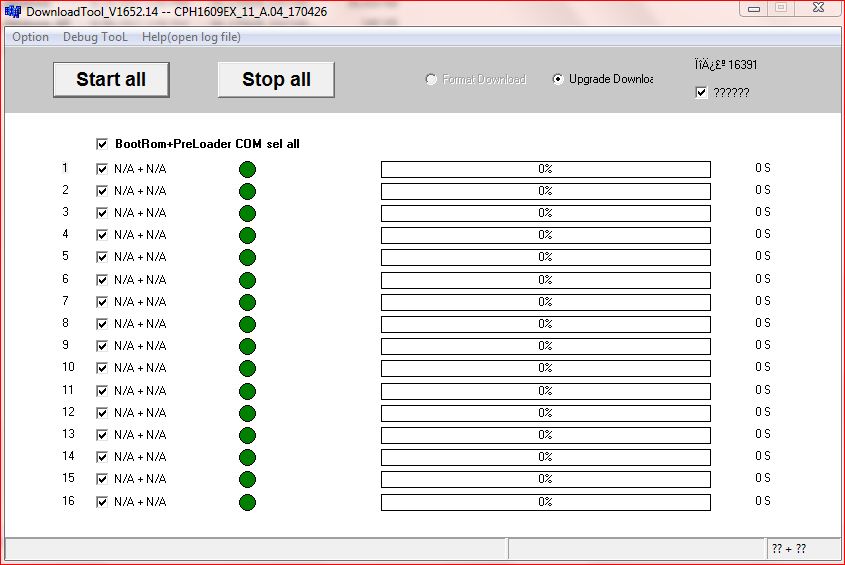 DownloadTool_V1652.14 -- CPH1609EX_11_A.04_170426
Option Debug TooL Help(open log file)
Start all Stop all Format Download Upgrade Downloa ÏîÄ¿£º 16391
??????
BootRom+PreLoader COM sel all
1 N/A + N/A 0% 0 S
2 N/A + N/A 0% 0 S
3 N/A + N/A 0% 0 S
4 N/A + N/A 0% 0 S
5 N/A + N/A 0% 0 S
6 N/A + N/A 0% 0 S
7 N/A + N/A 0% 0 S
8 N/A + N/A 0% 0 S
9 N/A + N/A 0% 0 S
10 N/A + N/A 0% 0 S
11 N/A + N/A 0% 0 S
12 N/A + N/A 0% 0 S
13 N/A + N/A 0% 0 S
14 N/A + N/A 0% 0 S
15 N/A + N/A 0% 0 S
16 N/A + N/A 0% 0 S
?? + ??